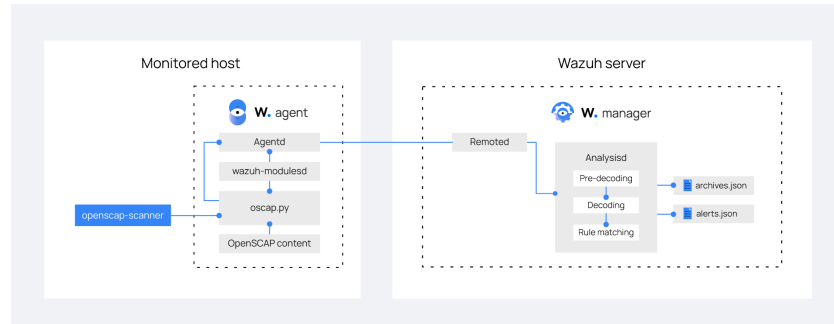 Monitored host
W. agent
Agentd
wazuh-modulesd
oscap.py
openscap-scanner
OpenSCAP content
Wazuh server
W. manager
Remoted
Analysisd
Pre-decoding
Decoding
Rule matching
archives.json
alerts.json